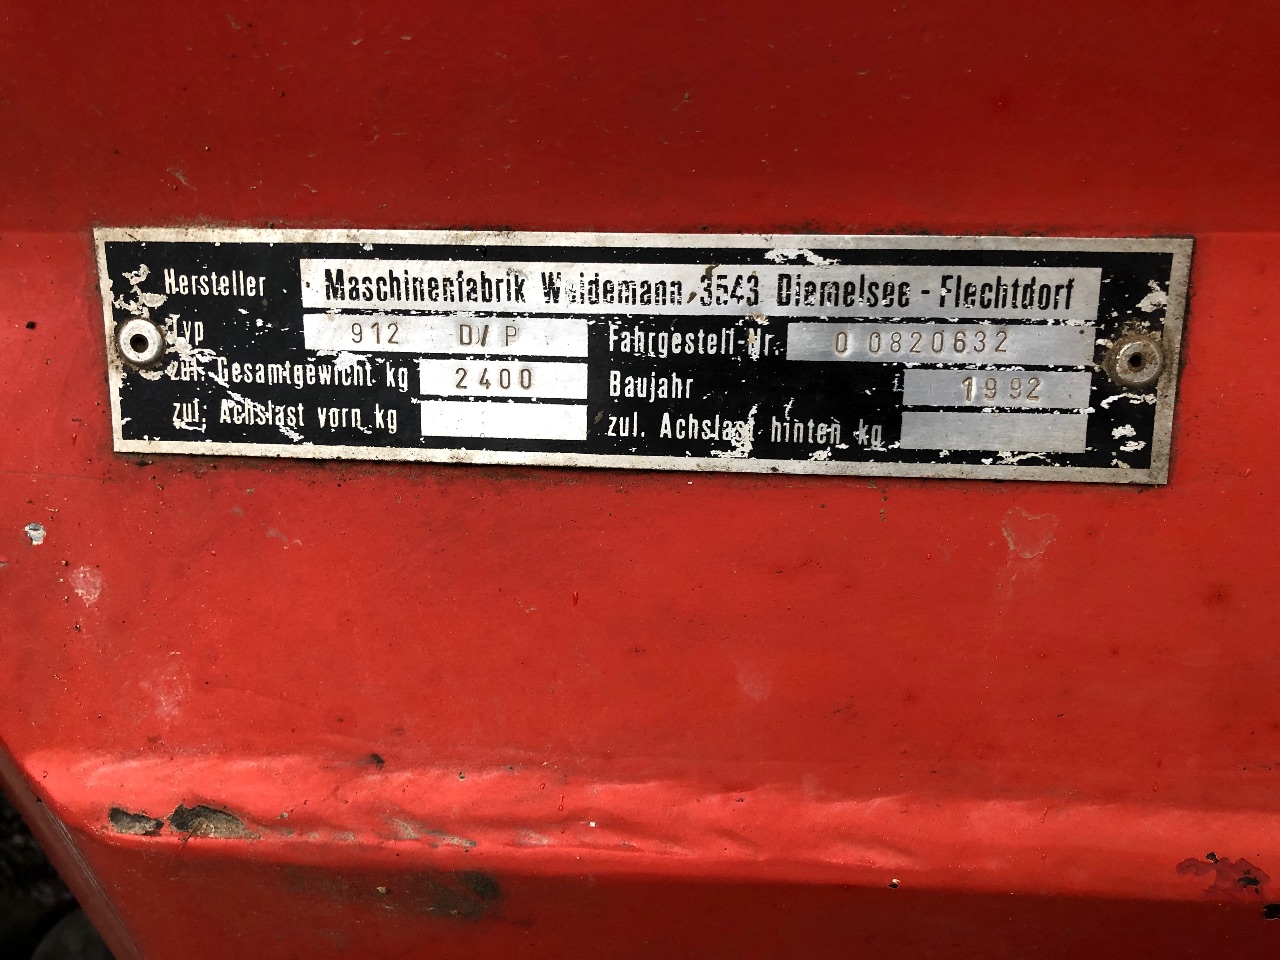 Hersteller Maschinenfabrik Weidemann, 3543 Diemelsee - Flechtdorf
Typ 912 D/P Fahrgestell-Nr. 0 0820632
zul. Gesamtgewicht kg 2400 Baujahr 1992
zul. Achslast vorn kg zul. Achslast hinten kg